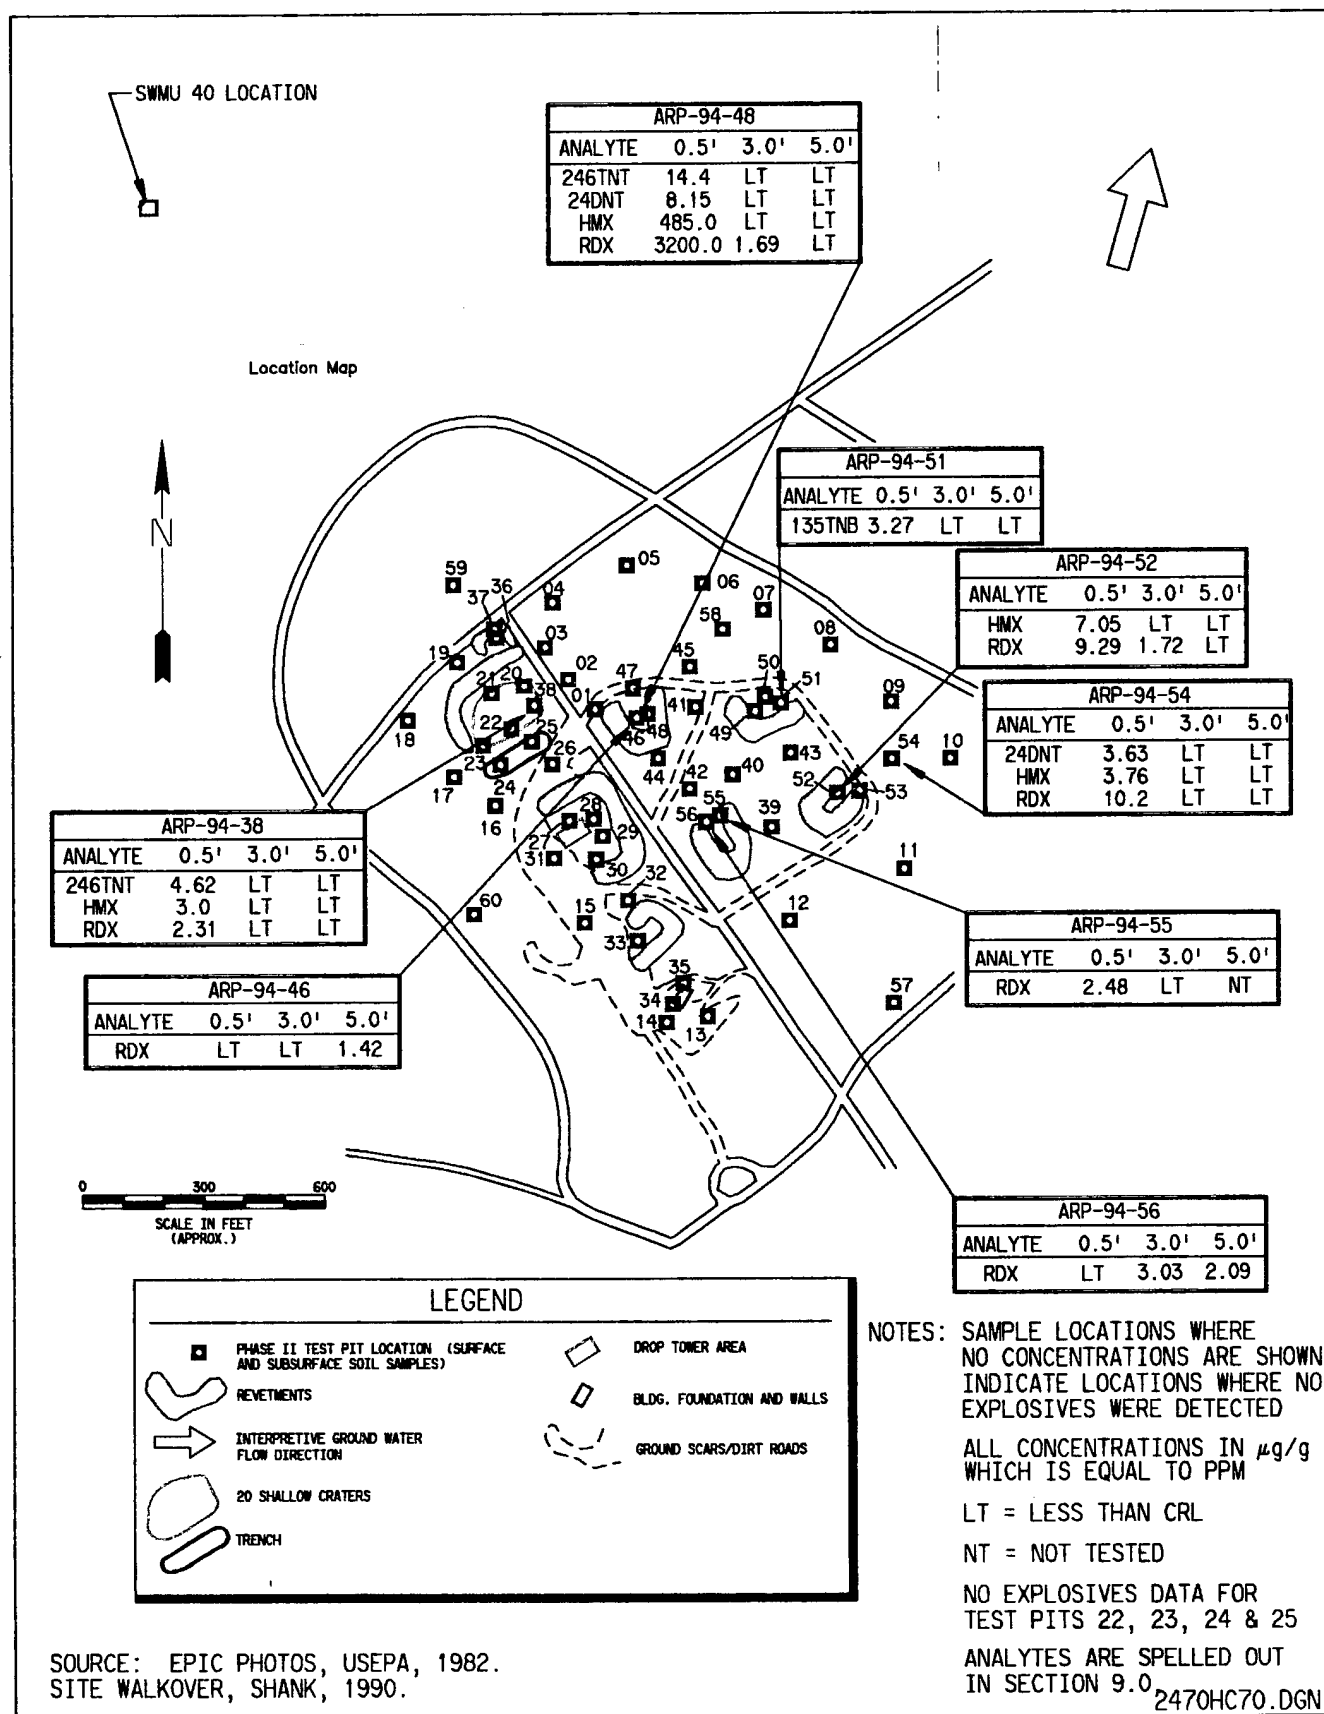 SWMU 40 LOCATION
ARP-94-48
ANALYTE 0.5' 3.0' 5.0'
246TNT 14.4 LT LT
24DNT 8.15 LT LT
HMX 485.0 LT LT
RDX 3200.0 1.69 LT
Location Map
N
ARP-94-51
ANALYTE 0.5' 3.0' 5.0'
135TNB 3.27 LT LT
ARP-94-52
ANALYTE 0.5' 3.0' 5.0'
HMX 7.05 LT LT
RDX 9.29 1.72 LT
ARP-94-54
ANALYTE 0.5' 3.0' 5.0'
24DNT 3.63 LT LT
HMX 3.76 LT LT
RDX 10.2 LT LT
05
59
36
37
04
06
07
58
08
03
19
45
02
20
21
47
50
51
38
01
41
09
18
22
25
46
48
49
26
43
54
10
23
44
17
24
42
40
52
53
16
55
28
56
39
27
29
31
30
11
32
60
15
12
33
35
57
34
14
13
ARP-94-38
ANALYTE 0.5' 3.0' 5.0'
246TNT 4.62 LT LT
HMX 3.0 LT LT
RDX 2.31 LT LT
ARP-94-55
ANALYTE 0.5' 3.0' 5.0'
RDX 2.48 LT NT
ARP-94-46
ANALYTE 0.5' 3.0' 5.0'
RDX LT LT 1.42
0 300 600
SCALE IN FEET
(APPROX.)
ARP-94-56
ANALYTE 0.5' 3.0' 5.0'
RDX LT 3.03 2.09
LEGEND
PHASE II TEST PIT LOCATION (SURFACE
AND SUBSURFACE SOIL SAMPLES)
REVETMENTS
INTERPRETIVE GROUND WATER
FLOW DIRECTION
20 SHALLOW CRATERS
TRENCH
DROP TOWER AREA
BLDG. FOUNDATION AND WALLS
GROUND SCARS/DIRT ROADS
NOTES: SAMPLE LOCATIONS WHERE
NO CONCENTRATIONS ARE SHOWN
INDICATE LOCATIONS WHERE NO
EXPLOSIVES WERE DETECTED
ALL CONCENTRATIONS IN µg/g
WHICH IS EQUAL TO PPM
LT = LESS THAN CRL
NT = NOT TESTED
NO EXPLOSIVES DATA FOR
TEST PITS 22, 23, 24 & 25
ANALYTES ARE SPELLED OUT
IN SECTION 9.0
2470HC70.DGN
SOURCE: EPIC PHOTOS, USEPA, 1982.
SITE WALKOVER, SHANK, 1990.